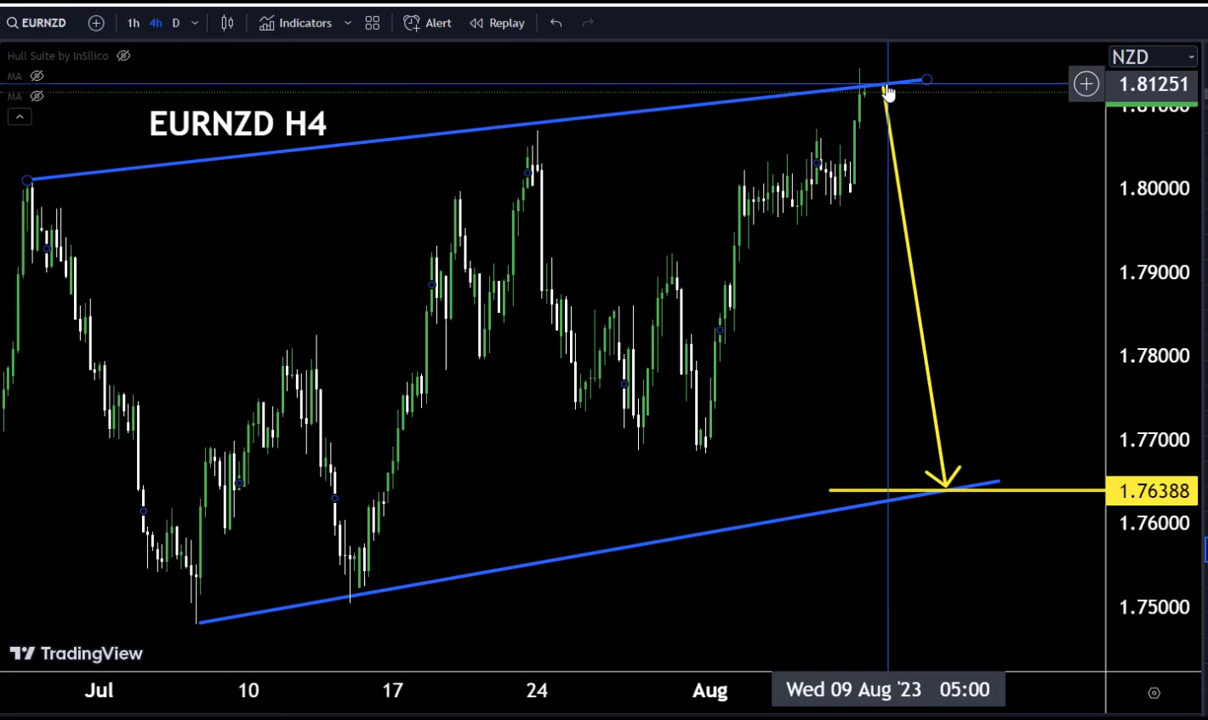 EURNZD 1h 4h D Indicators Alert Replay
Hull Suite by InSilico
MA
MA
EURNZD H4
NZD
1.81251
1.81000
1.80000
1.79000
1.78000
1.77000
1.76388
1.76000
1.75000
TradingView
Jul 10 17 24 Aug Wed 09 Aug '23 05:00